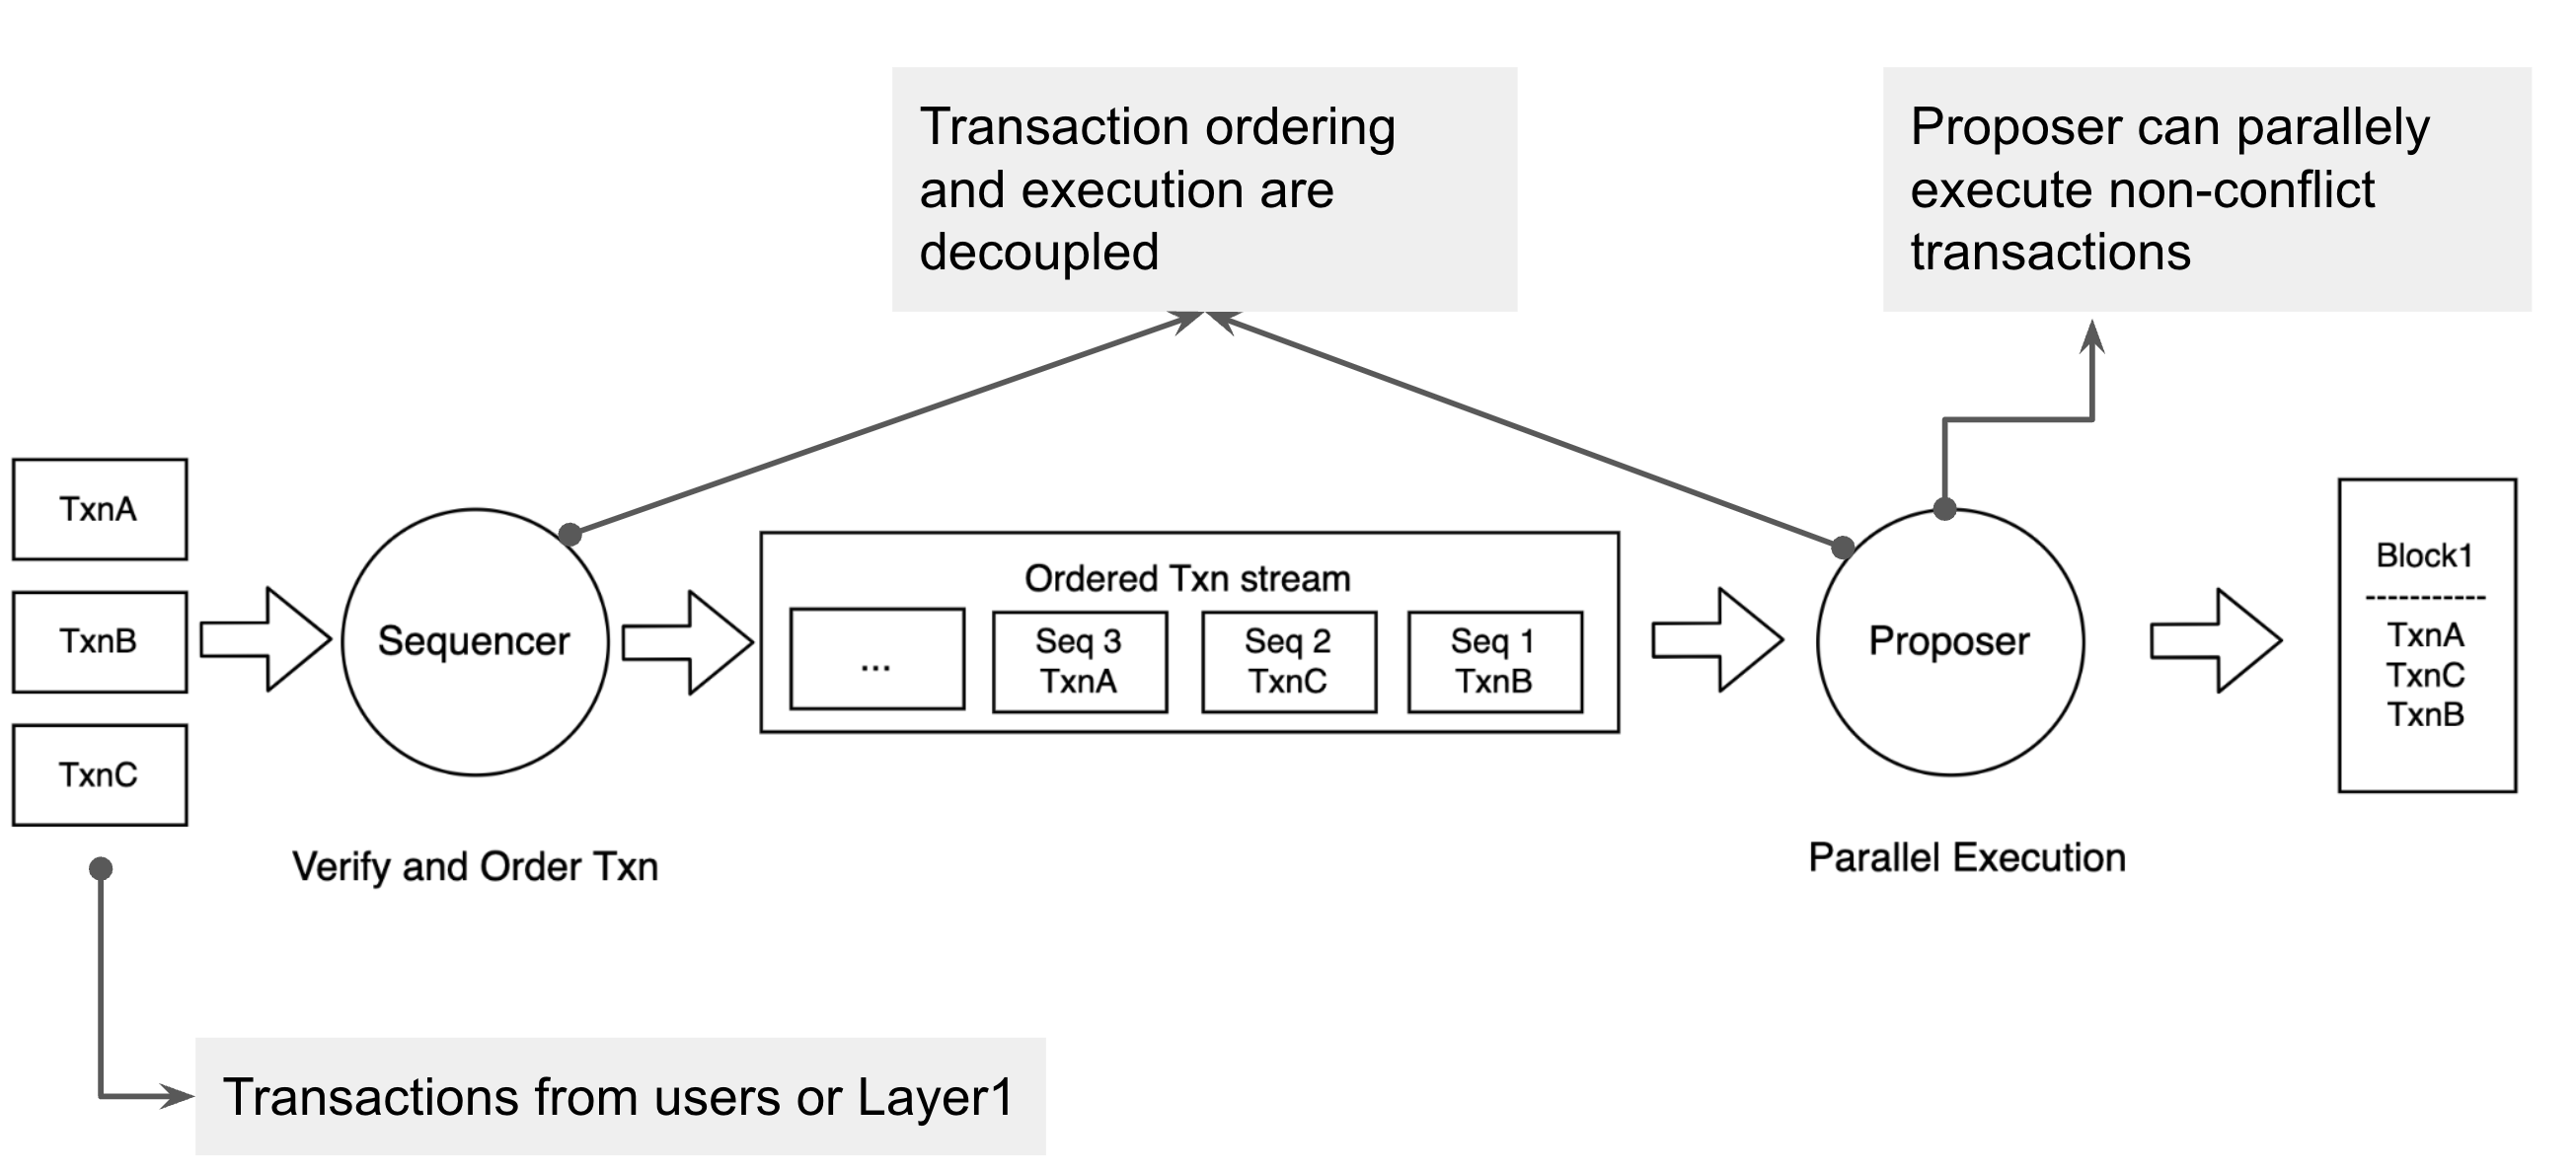 Transaction ordering
and execution are
decoupled
Proposer can parallely
execute non-conflict
transactions
TxnA
TxnB
TxnC
Sequencer
Verify and Order Txn
Ordered Txn stream
...
Seq 3
TxnA
Seq 2
TxnC
Seq 1
TxnB
Proposer
Parallel Execution
Block1
-----------
TxnA
TxnC
TxnB
Transactions from users or Layer1